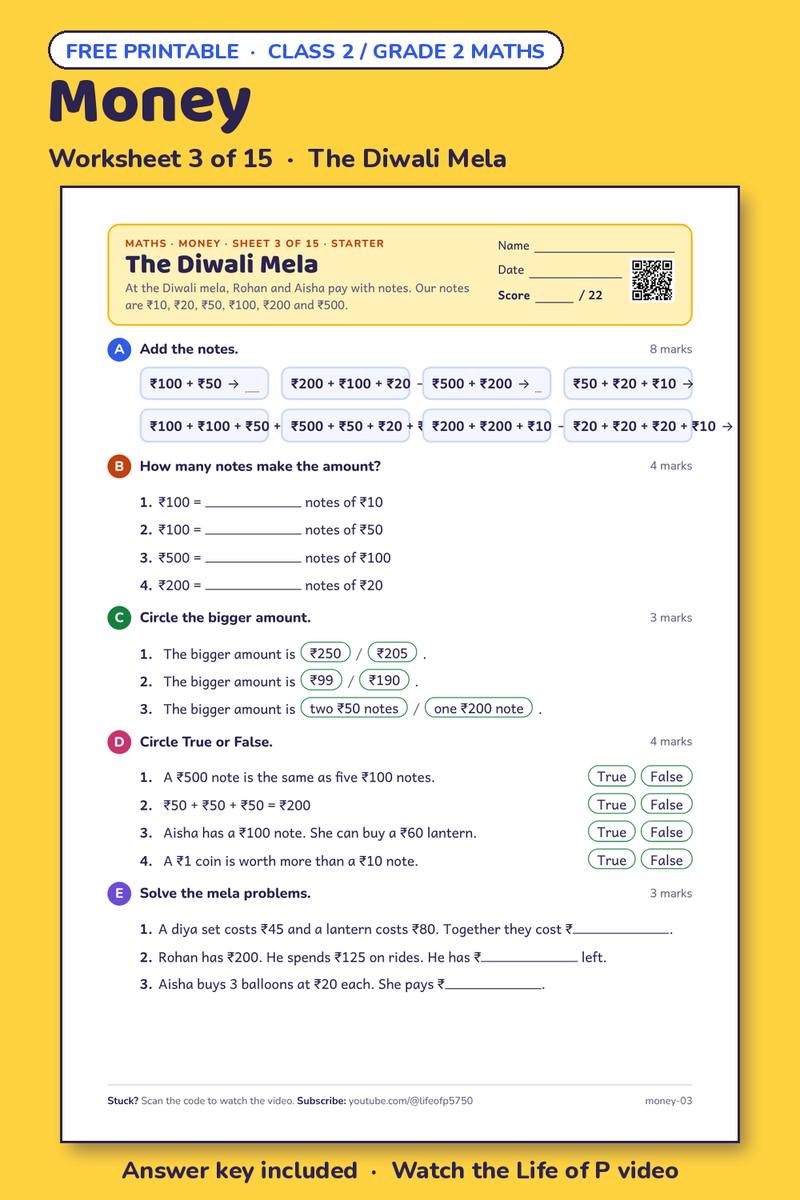 FREE PRINTABLE · CLASS 2 / GRADE 2 MATHS
Money
Worksheet 3 of 15 · The Diwali Mela
MATHS · MONEY · SHEET 3 OF 15 · STARTER
The Diwali Mela
At the Diwali mela, Rohan and Aisha pay with notes. Our notes
are ₹10, ₹20, ₹50, ₹100, ₹200 and ₹500.
Name ____
Date ____
Score ____ / 22
A Add the notes. 8 marks
₹100 + ₹50 → __ ₹200 + ₹100 + ₹20 ₹500 + ₹200 → _ ₹50 + ₹20 + ₹10 →
₹100 + ₹100 + ₹50 + ₹500 + ₹50 + ₹20 + ₹200 + ₹200 + ₹10 ₹20 + ₹20 + ₹20 + ₹10 →
B How many notes make the amount? 4 marks
1. ₹100 = ____ notes of ₹10
2. ₹100 = ____ notes of ₹50
3. ₹500 = ____ notes of ₹100
4. ₹200 = ____ notes of ₹20
C Circle the bigger amount. 3 marks
1. The bigger amount is ₹250 / ₹205 .
2. The bigger amount is ₹99 / ₹190 .
3. The bigger amount is two ₹50 notes / one ₹200 note .
D Circle True or False. 4 marks
1. A ₹500 note is the same as five ₹100 notes. True False
2. ₹50 + ₹50 + ₹50 = ₹200 True False
3. Aisha has a ₹100 note. She can buy a ₹60 lantern. True False
4. A ₹1 coin is worth more than a ₹10 note. True False
E Solve the mela problems. 3 marks
1. A diya set costs ₹45 and a lantern costs ₹80. Together they cost ₹____.
2. Rohan has ₹200. He spends ₹125 on rides. He has ₹____ left.
3. Aisha buys 3 balloons at ₹20 each. She pays ₹____.
Stuck? Scan the code to watch the video. Subscribe: youtube.com/@lifeofp5750 money-03
Answer key included · Watch the Life of P video